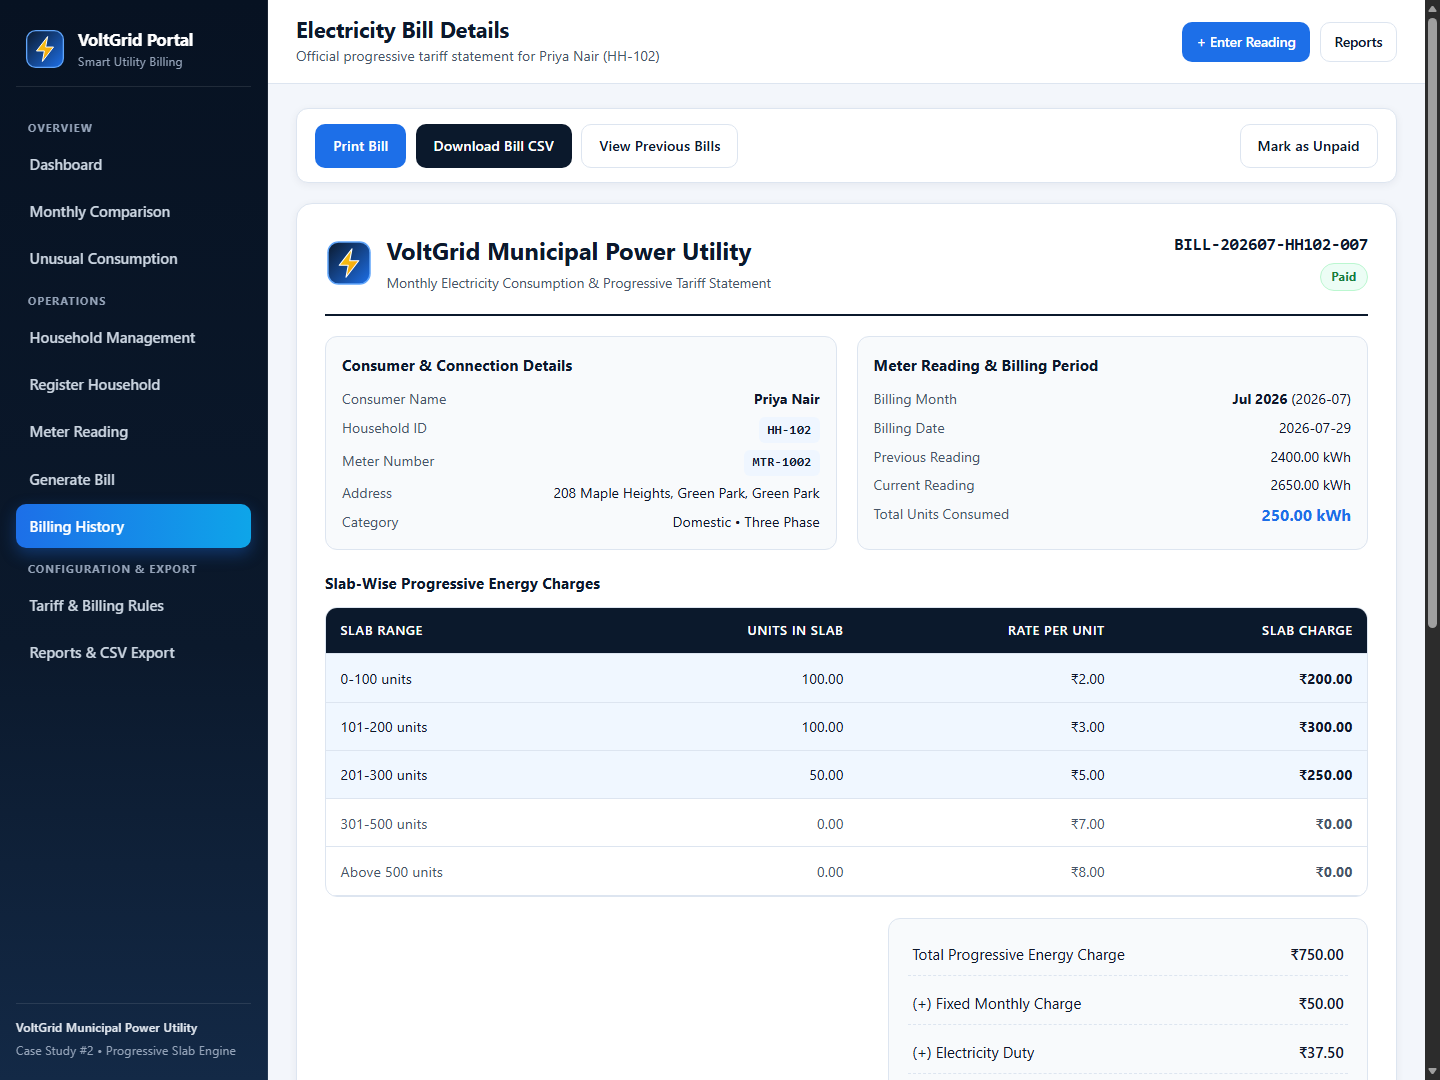 VoltGrid Portal
Smart Utility Billing
OVERVIEW
Dashboard
Monthly Comparison
Unusual Consumption
OPERATIONS
Household Management
Register Household
Meter Reading
Generate Bill
Billing History
CONFIGURATION & EXPORT
Tariff & Billing Rules
Reports & CSV Export
VoltGrid Municipal Power Utility
Case Study #2 • Progressive Slab Engine
Electricity Bill Details
Official progressive tariff statement for Priya Nair (HH-102)
+ Enter Reading
Reports
Print Bill
Download Bill CSV
View Previous Bills
Mark as Unpaid
VoltGrid Municipal Power Utility
Monthly Electricity Consumption & Progressive Tariff Statement
BILL-202607-HH102-007
Paid
Consumer & Connection Details
Consumer Name Priya Nair
Household ID HH-102
Meter Number MTR-1002
Address 208 Maple Heights, Green Park, Green Park
Category Domestic • Three Phase
Meter Reading & Billing Period
Billing Month Jul 2026 (2026-07)
Billing Date 2026-07-29
Previous Reading 2400.00 kWh
Current Reading 2650.00 kWh
Total Units Consumed 250.00 kWh
Slab-Wise Progressive Energy Charges
SLAB RANGE UNITS IN SLAB RATE PER UNIT SLAB CHARGE
0-100 units 100.00 ₹2.00 ₹200.00
101-200 units 100.00 ₹3.00 ₹300.00
201-300 units 50.00 ₹5.00 ₹250.00
301-500 units 0.00 ₹7.00 ₹0.00
Above 500 units 0.00 ₹8.00 ₹0.00
Total Progressive Energy Charge ₹750.00
(+) Fixed Monthly Charge ₹50.00
(+) Electricity Duty ₹37.50